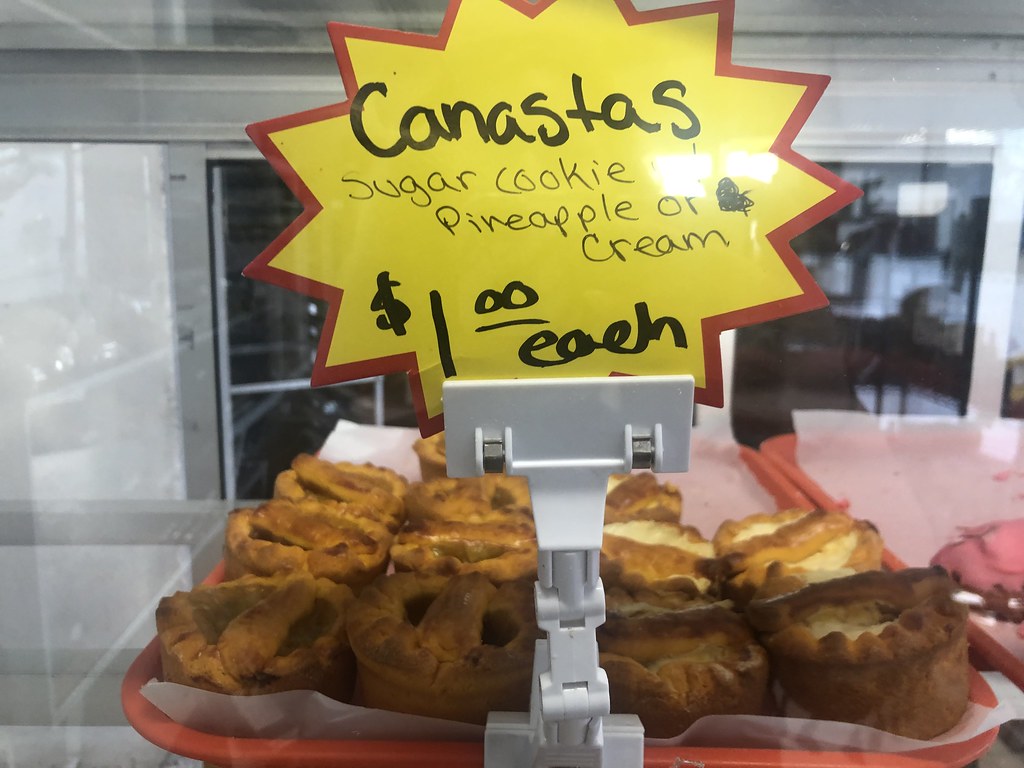 Canastas
sugar cookie w/
Pineapple or
Cream
$1.00 each